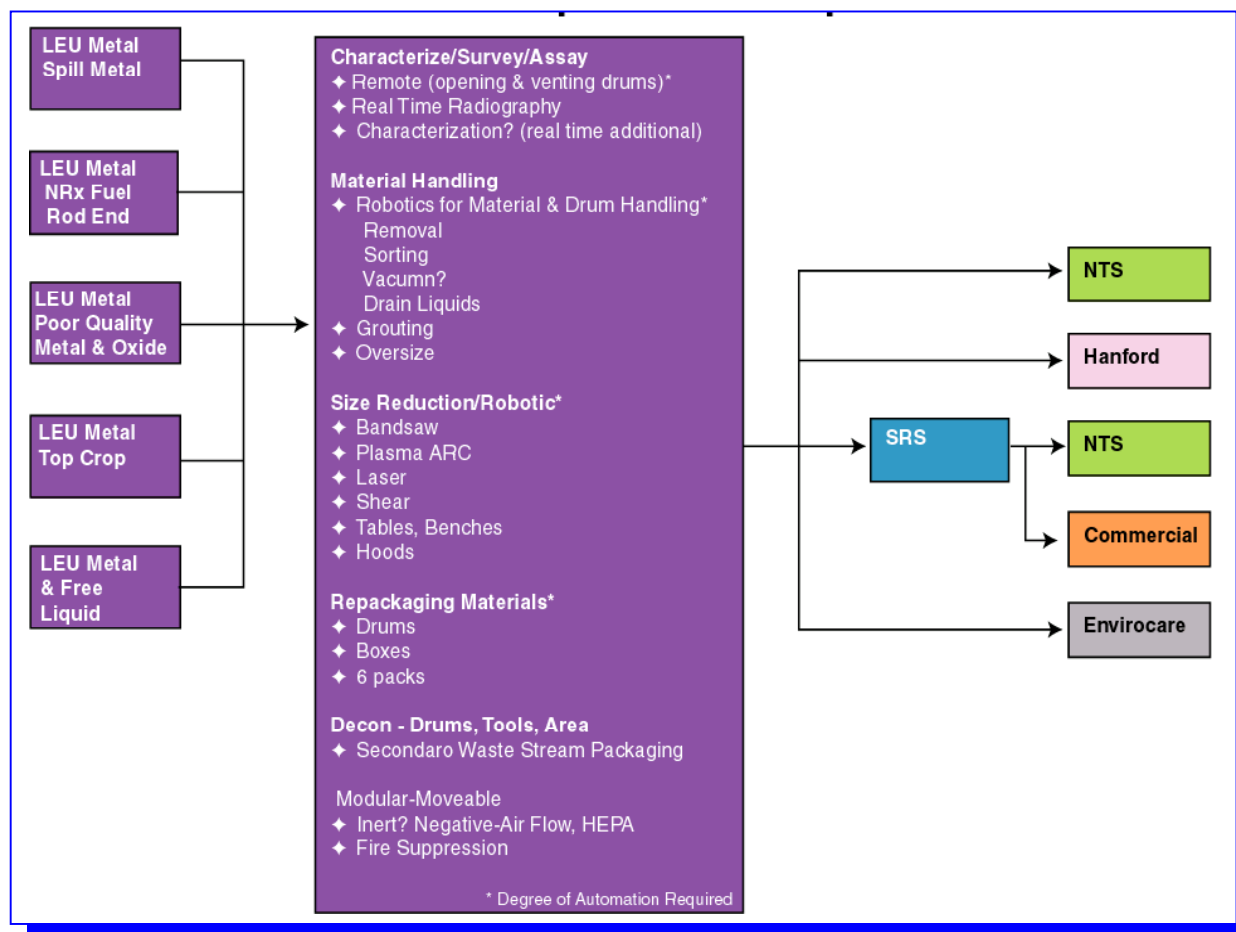 LEU Metal
Spill Metal
LEU Metal
NRx Fuel
Rod End
LEU Metal
Poor Quality
Metal & Oxide
LEU Metal
Top Crop
LEU Metal
& Free
Liquid
Characterize/Survey/Assay
✦ Remote (opening & venting drums)*
✦ Real Time Radiography
✦ Characterization? (real time additional)
Material Handling
✦ Robotics for Material & Drum Handling*
Removal
Sorting
Vacumn?
Drain Liquids
✦ Grouting
✦ Oversize
Size Reduction/Robotic*
✦ Bandsaw
✦ Plasma ARC
✦ Laser
✦ Shear
✦ Tables, Benches
✦ Hoods
Repackaging Materials*
✦ Drums
✦ Boxes
✦ 6 packs
Decon - Drums, Tools, Area
✦ Secondaro Waste Stream Packaging
Modular-Moveable
✦ Inert? Negative-Air Flow, HEPA
✦ Fire Suppression
* Degree of Automation Required
NTS
Hanford
SRS
NTS
Commercial
Envirocare